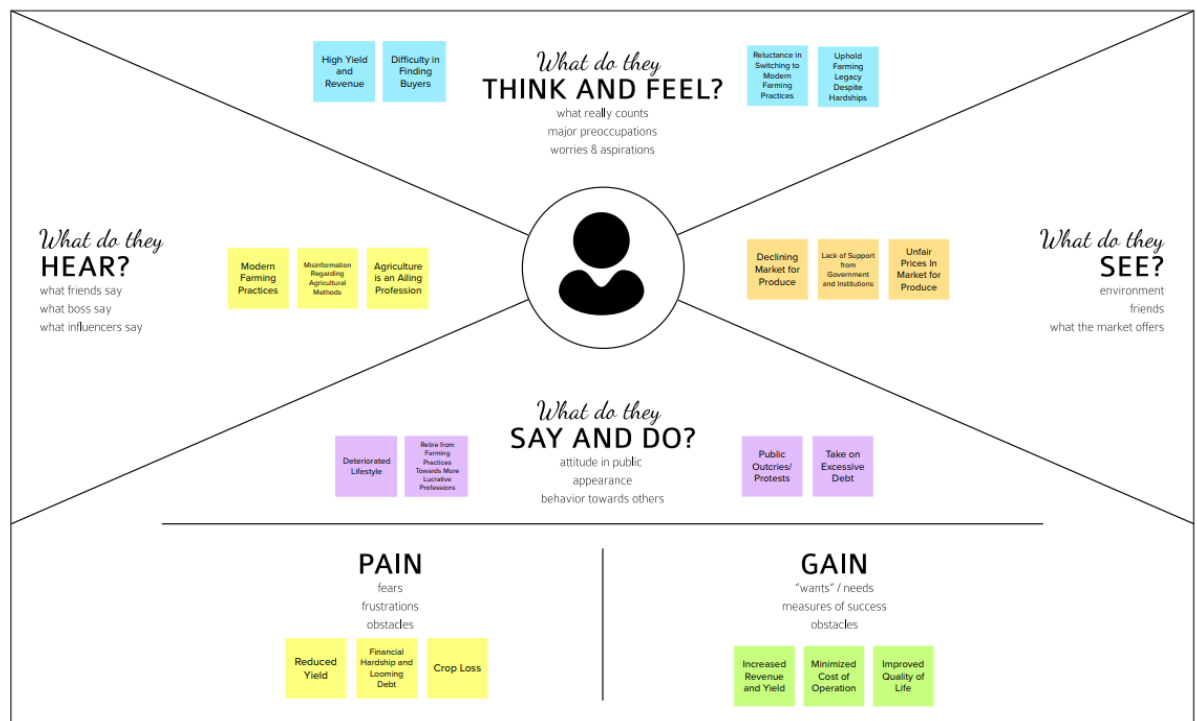 High Yield
and
Revenue
Difficulty in
Finding
Buyers
What do they
THINK AND FEEL?
what really counts
major preoccupations
worries & aspirations
Reluctance in
Switching to
Modern
Farming
Practices
Uphold
Farming
Legacy
Despite
Hardships
What do they
HEAR?
what friends say
what boss say
what influencers say
Modern
Farming
Practices
Misinformation
Regarding
Agricultural
Methods
Agriculture
is an Ailing
Profession
Declining
Market for
Produce
Lack of Support
from
Government
and Institutions
Unfair
Prices In
Market for
Produce
What do they
SEE?
environment
friends
what the market offers
Deteriorated
Lifestyle
Retire from
Farming
Practices
Towards More
Lucrative
Professions
What do they
SAY AND DO?
attitude in public
appearance
behavior towards others
Public
Outcries/
Protests
Take on
Excessive
Debt
PAIN
fears
frustrations
obstacles
Reduced
Yield
Financial
Hardship and
Looming
Debt
Crop Loss
GAIN
"wants" / needs
measures of success
obstacles
Increased
Revenue
and Yield
Minimized
Cost of
Operation
Improved
Quality of
Life